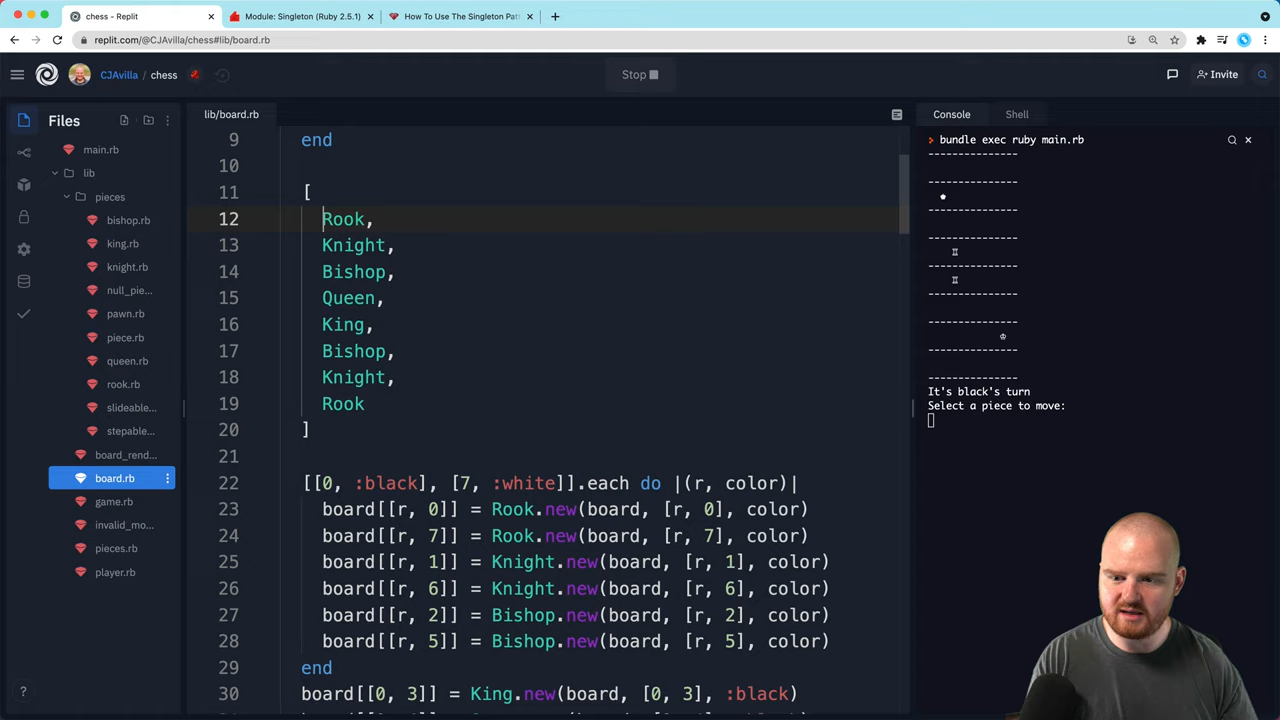 chess - Replit
Module: Singleton (Ruby 2.5.1)
How To Use The Singleton Pat
replit.com/@CJAvilla/chess#lib/board.rb
CJAvilla / chess
Stop
Invite
Files
main.rb
lib
pieces
bishop.rb
king.rb
knight.rb
null_pie...
pawn.rb
piece.rb
queen.rb
rook.rb
slideable...
stepable...
board_rend...
board.rb
game.rb
invalid_mo...
pieces.rb
player.rb
?
lib/board.rb
9 end
10
11 [
12 Rook,
13 Knight,
14 Bishop,
15 Queen,
16 King,
17 Bishop,
18 Knight,
19 Rook
20 ]
21
22 [[0, :black], [7, :white]].each do |(r, color)|
23 board[[r, 0]] = Rook.new(board, [r, 0], color)
24 board[[r, 7]] = Rook.new(board, [r, 7], color)
25 board[[r, 1]] = Knight.new(board, [r, 1], color)
26 board[[r, 6]] = Knight.new(board, [r, 6], color)
27 board[[r, 2]] = Bishop.new(board, [r, 2], color)
28 board[[r, 5]] = Bishop.new(board, [r, 5], color)
29 end
30 board[[0, 3]] = King.new(board, [0, 3], :black)
Console Shell
> bundle exec ruby main.rb
---------------
---------------
---------------
---------------
♖
---------------
♖
---------------
---------------
♔
---------------
---------------
It's black's turn
Select a piece to move: